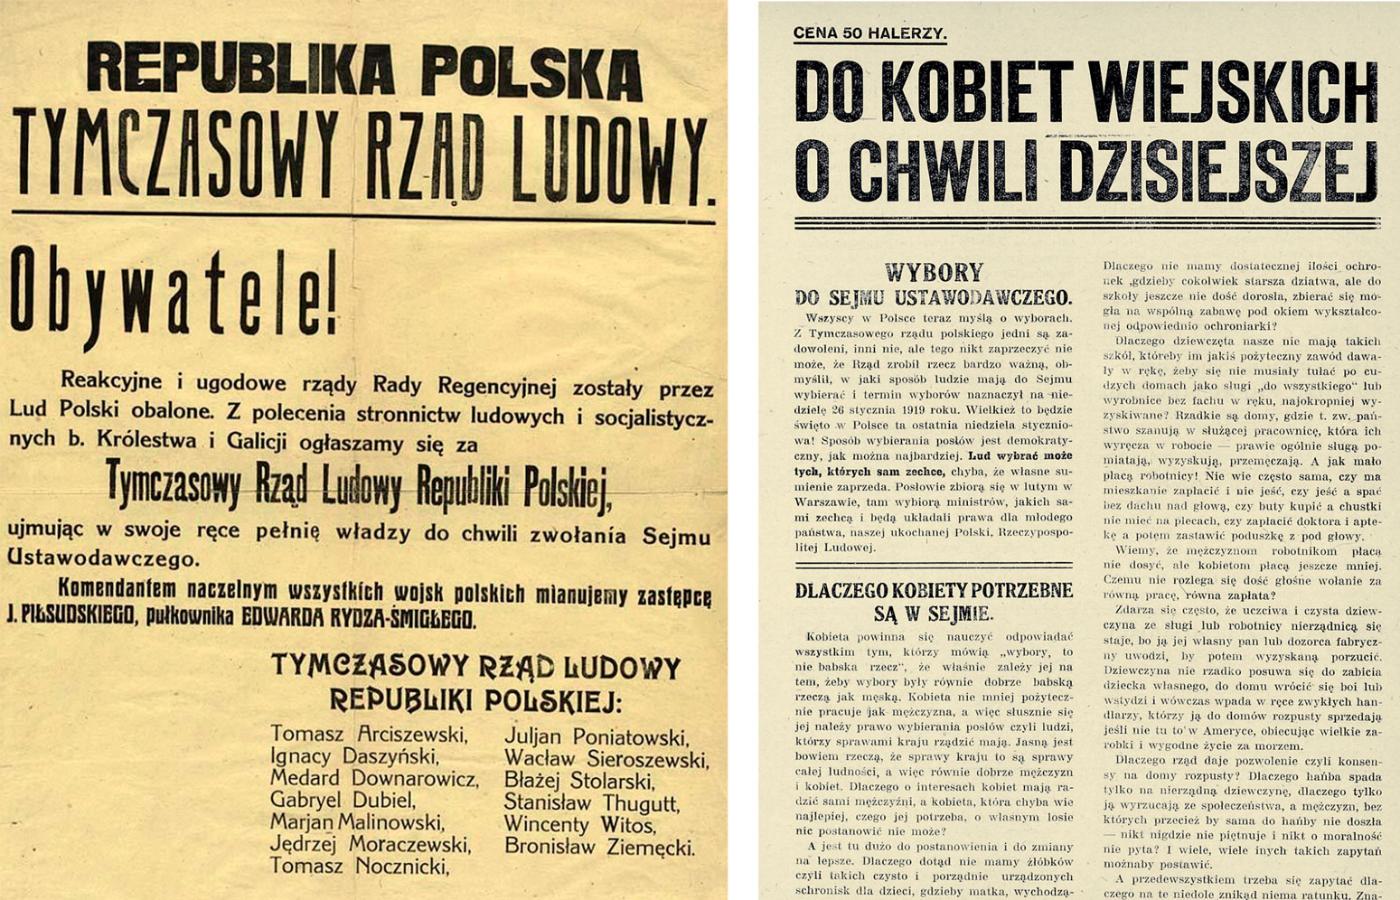 REPUBLIKA POLSKA
TYMCZASOWY RZĄD LUDOWY.
Obywatele!
Reakcyjne i ugodowe rządy Rady Regencyjnej zostały przez
Lud Polski obalone. Z polecenia stronnictw ludowych i socjalistycz-
nych b. Królestwa i Galicji ogłaszamy się za
Tymczasowy Rząd Ludowy Republiki Polskiej,
ujmując w swoje ręce pełnię władzy do chwili zwołania Sejmu
Ustawodawczego.
Komendantem naczelnym wszystkich wojsk polskich mianujemy zastępcę
J. PIŁSUDSKIEGO, pułkownika EDWARDA RYDZA-ŚMIGŁEGO.
TYMCZASOWY RZĄD LUDOWY
REPUBLIKI POLSKIEJ:
Tomasz Arciszewski,
Ignacy Daszyński,
Medard Downarowicz,
Gabryel Dubiel,
Marjan Malinowski,
Jędrzej Moraczewski,
Tomasz Nocznicki,
Juljan Poniatowski,
Wacław Sieroszewski,
Błażej Stolarski,
Stanisław Thugutt,
Wincenty Witos,
Bronisław Ziemęcki.
CENA 50 HALERZY.
DO KOBIET WIEJSKICH
O CHWILI DZISIEJSZEJ
WYBORY
DO SEJMU USTAWODAWCZEGO.
Wszyscy w Polsce teraz myślą o wyborach.
Z Tymczasowego rządu polskiego jedni są za-
dowoleni, inni nie, ale tego nikt zaprzeczyć nie
może, że Rząd zrobił rzecz bardzo ważną, ob-
myślił, w jaki sposób ludzie mają do Sejmu
wybierać i termin wyborów naznaczył na nie-
dzielę 26 stycznia 1919 roku. Wielkież to będzie
święto w Polsce ta ostatnia niedziela stycznio-
wa! Sposób wybierania posłów jest demokraty-
czny, jak można najbardziej. Lud wybrać może
tych, których sam zechce, chyba, że własne su-
mienie zaprzeda. Posłowie zbiorą się w lutym w
Warszawie, tam wybiorą ministrów, jakich sa-
mi zechcą i będą układali prawa dla młodego
państwa, naszej ukochanej Polski, Rzeczypospo-
litej Ludowej.
DLACZEGO KOBIETY POTRZEBNE
SĄ W SEJMIE.
Kobieta powinna się nauczyć odpowiadać
wszystkim tym, którzy mówią „wybory, to
nie babska rzecz", że właśnie zależy jej na
tem, żeby wybory były równie dobrze babską
rzeczą jak męską. Kobieta nie mniej pożytecz-
nie pracuje jak mężczyzna, a więc słusznie się
jej należy prawo wybierania posłów czyli ludzi,
którzy sprawami kraju rządzić mają. Jasną jest
bowiem rzeczą, że sprawy kraju to są sprawy
całej ludności, a więc równie dobrze mężczyzn
i kobiet. Dlaczego o interesach kobiet mają ra-
dzić sami mężczyźni, a kobieta, która chyba wie
najlepiej, czego jej potrzeba, o własnym losie
nic postanowić nie może?
A jest tu dużo do postanowienia i do zmiany
na lepsze. Dlaczego dotąd nie mamy żłóbków
czyli takich czysto i porządnie urządzonych
schronisk dla dzieci, gdzieby matka, wychodzą-
Dlaczego nie mamy dostatecznej ilości ochro-
nek ,gdzieby cokolwiek starsza dziatwa, ale do
szkoły jeszcze nie dość dorosła, zbierać się mo-
gła na wspólną zabawę pod okiem wykształco-
nej odpowiednio ochroniarki?
Dlaczego dziewczęta nasze nie mają takich
szkół, któreby im jakiś pożyteczny zawód dawa-
ły w rękę, żeby się nie musiały tułać po cu-
dzych domach jako sługi „do wszystkiego" lub
wyrobnice bez fachu w ręku, najokropniej wy-
zyskiwane? Rzadkie są domy, gdzie t. zw. pań-
stwo szanują w służącej pracownicę, która ich
wyręcza w robocie — prawie ogólnie sługą po-
miatają, wyzyskują, przemęczają. A jak mało
płacą robotnicy! Nie wie często sama, czy ma
mieszkanie zapłacić i nie jeść, czy jeść a spać
bez dachu nad głową, czy buty kupić a chustki
nie mieć na plecach, czy zapłacić doktora i apte-
kę a potem zastawić poduszkę z pod głowy.
Wiemy, że mężczyznom robotnikom płacą
nie dosyć, ale kobietom płacą jeszcze mniej.
Czemu nie rozlega się dość głośne wołanie za
równą pracę, równa zapłata?
Zdarza się często, że uczciwa i czysta dziew-
czyna ze sługi lub robotnicy nierządnicą się
staje, bo ją jej własny pan lub dozorca fabrycz-
ny uwodzi, by potem wyzyskaną porzucić.
Dziewczyna nie rzadko posuwa się do zabicia
dziecka własnego, do domu wrócić się boi lub
wstydzi i wówczas wpada w ręce zwykłych han-
dlarzy, którzy ją do domów rozpusty sprzedają
jeśli nie tu to w Ameryce, obiecując wielkie za-
robki i wygodne życie za morzem.
Dlaczego rząd daje pozwolenie czyli konsen-
sy na domy rozpusty? Dlaczego hańba spada
tylko na nierządną dziewczynę, dlaczego tylko
ją wyrzucają ze społeczeństwa, a mężczyzn, bez
których przecież by sama do hańby nie doszła
— nikt nigdzie nie piętnuje i nikt o moralność
nie pyta? I wiele, wiele innych takich zapytań
możnaby postawić.
A przedewszystkiem trzeba się zapytać dla-
czego na te niedole znikąd niema ratunku. Zna-